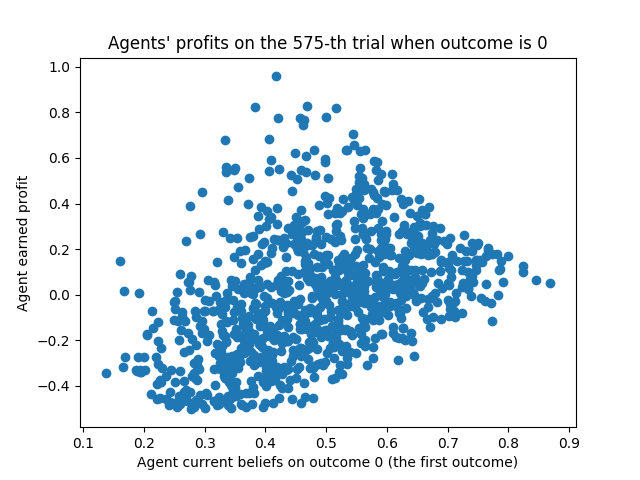 Agents' profits on the 575-th trial when outcome is 0
1.0
0.8
0.6
0.4
0.2
0.0
−0.2
−0.4
Agent earned profit
0.1 0.2 0.3 0.4 0.5 0.6 0.7 0.8 0.9
Agent current beliefs on outcome 0 (the first outcome)